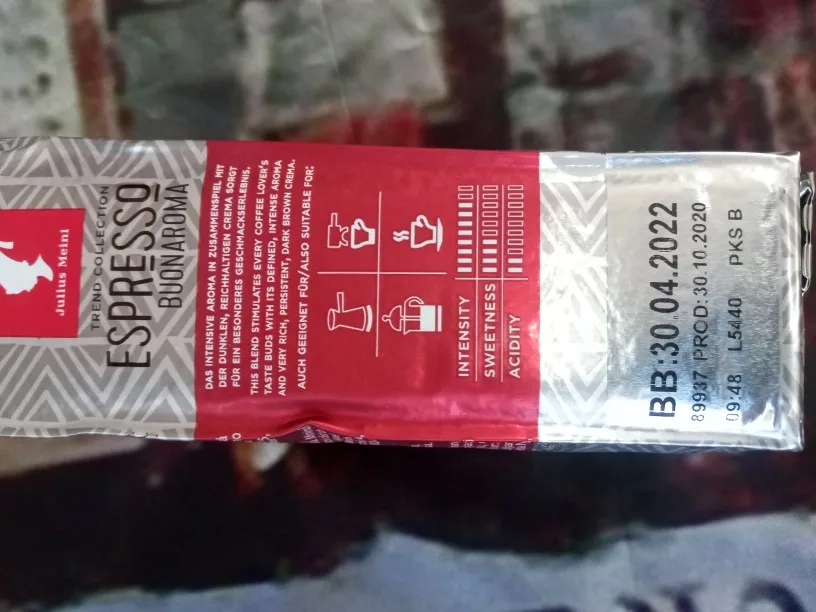 Julius Meinl
TREND COLLECTION
ESPRESSO
BUONAROMA
DAS INTENSIVE AROMA IN ZUSAMMENSPIEL MIT
DER DUNKLEN, REICHHALTIGEN CREMA SORGT
FÜR EIN BESONDERES GESCHMACKSERLEBNIS.
THIS BLEND STIMULATES EVERY COFFEE LOVER'S
TASTE BUDS WITH ITS DEFINED, INTENSE AROMA
AND VERY RICH, PERSISTENT, DARK BROWN CREMA.
AUCH GEEIGNET FÜR/ALSO SUITABLE FOR:
INTENSITY
SWEETNESS
ACIDITY
BB:30.04.2022
89937 PROD:30.10.2020
09:48 L5440 PKS B